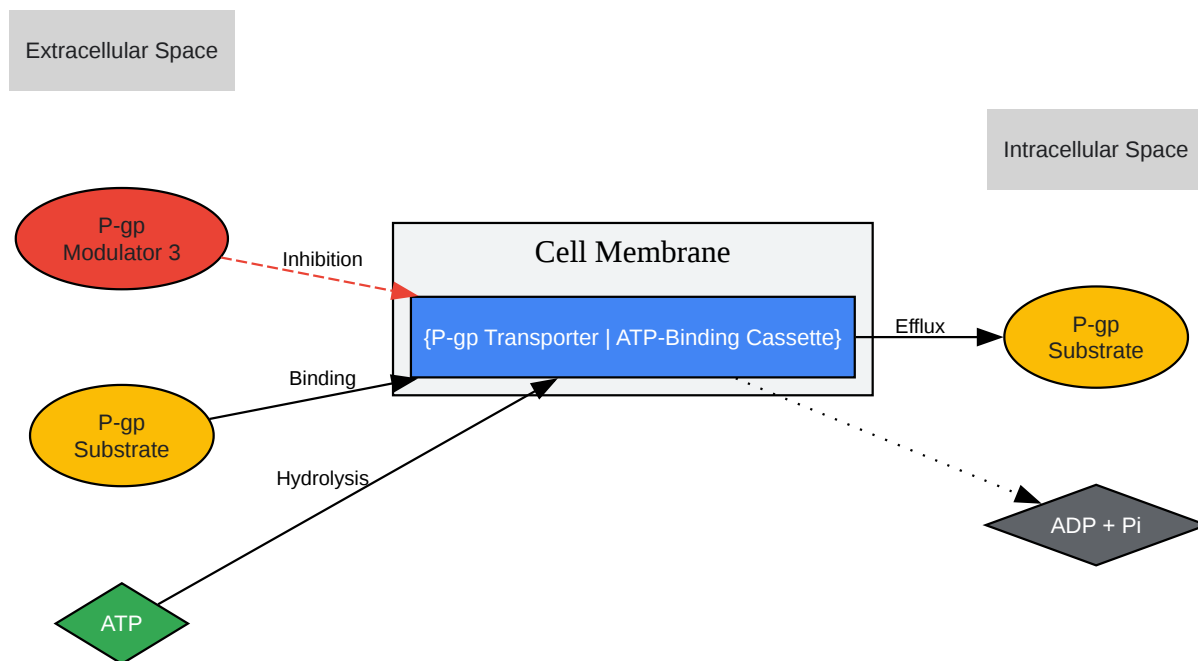 Extracellular Space
Intracellular Space
P-gp
Modulator 3
Inhibition
Cell Membrane
{P-gp Transporter | ATP-Binding Cassette}
Efflux
P-gp
Substrate
Binding
P-gp
Substrate
Hydrolysis
ADP + Pi
ATP